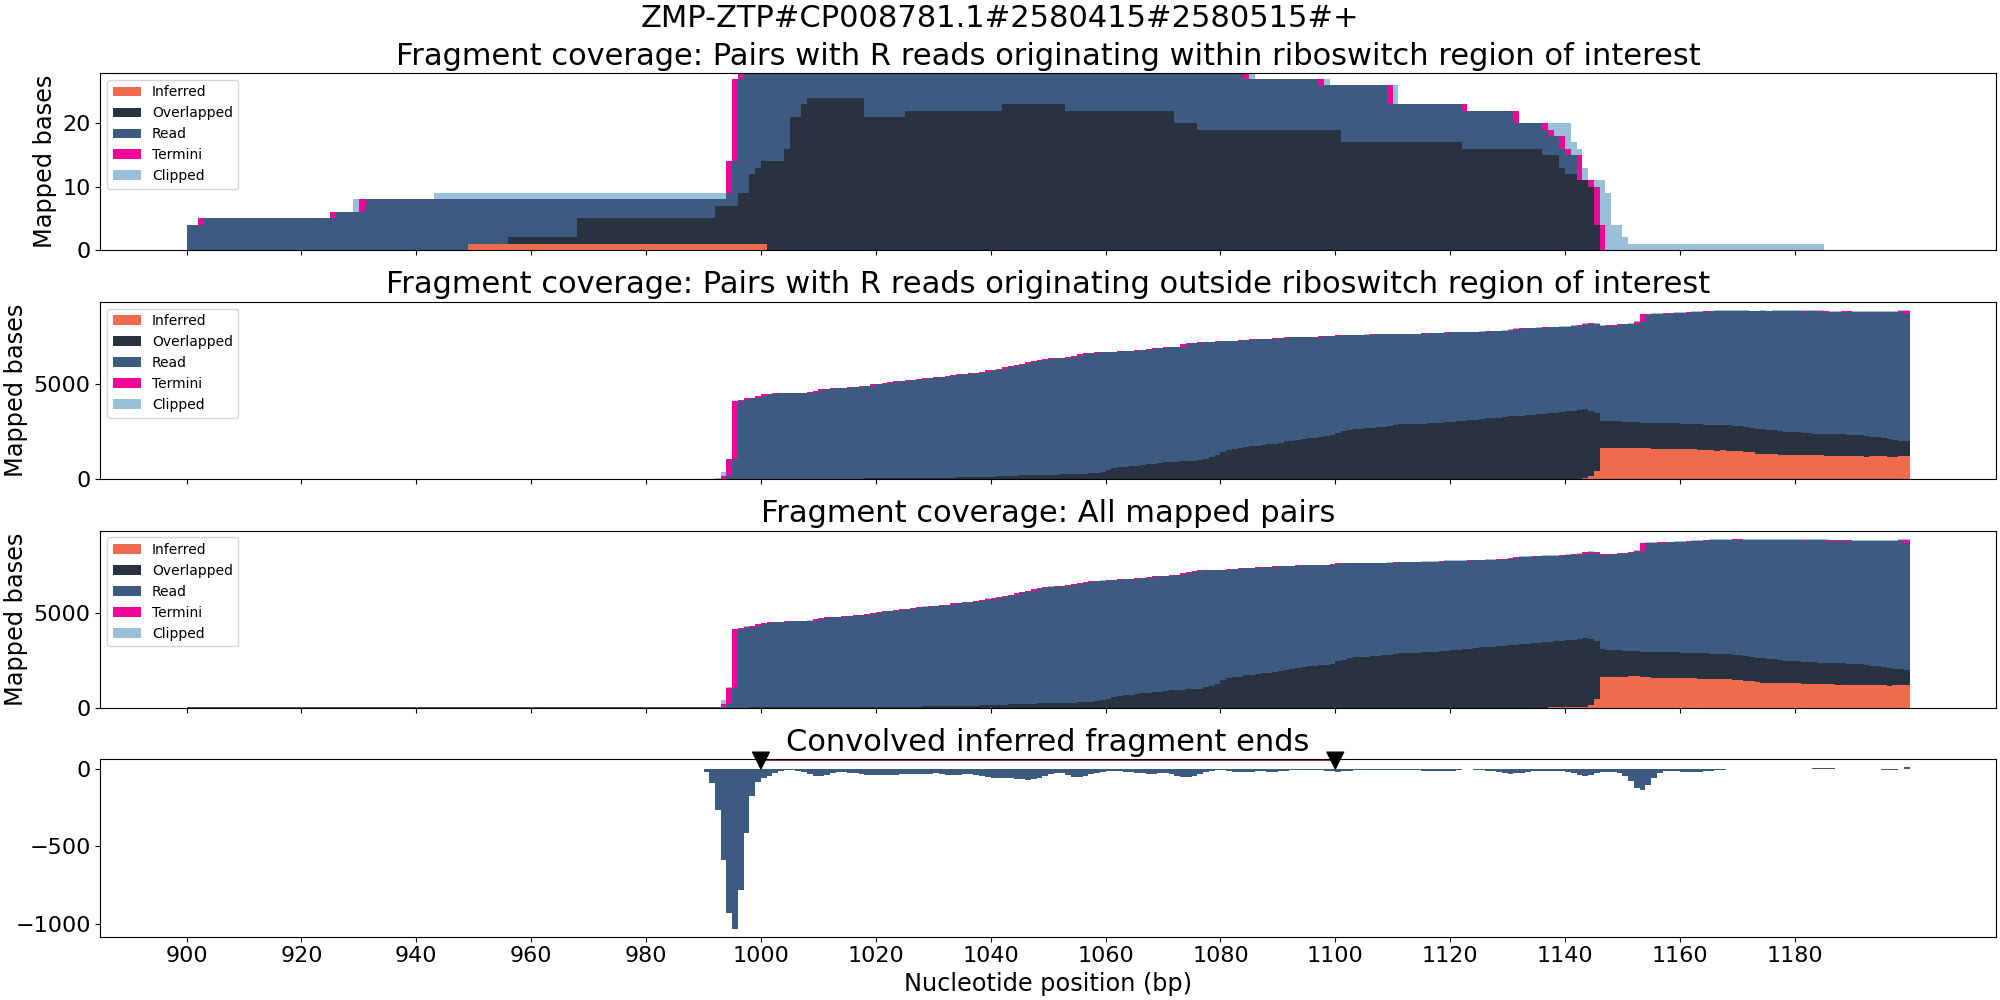 ZMP-ZTP#CP008781.1#2580415#2580515#+
Fragment coverage: Pairs with R reads originating within riboswitch region of interest
Mapped bases
20
10
0
Inferred
Overlapped
Read
Termini
Clipped
Fragment coverage: Pairs with R reads originating outside riboswitch region of interest
Mapped bases
5000
0
Inferred
Overlapped
Read
Termini
Clipped
Fragment coverage: All mapped pairs
Mapped bases
5000
0
Inferred
Overlapped
Read
Termini
Clipped
Convolved inferred fragment ends
0
−500
−1000
900 920 940 960 980 1000 1020 1040 1060 1080 1100 1120 1140 1160 1180
Nucleotide position (bp)